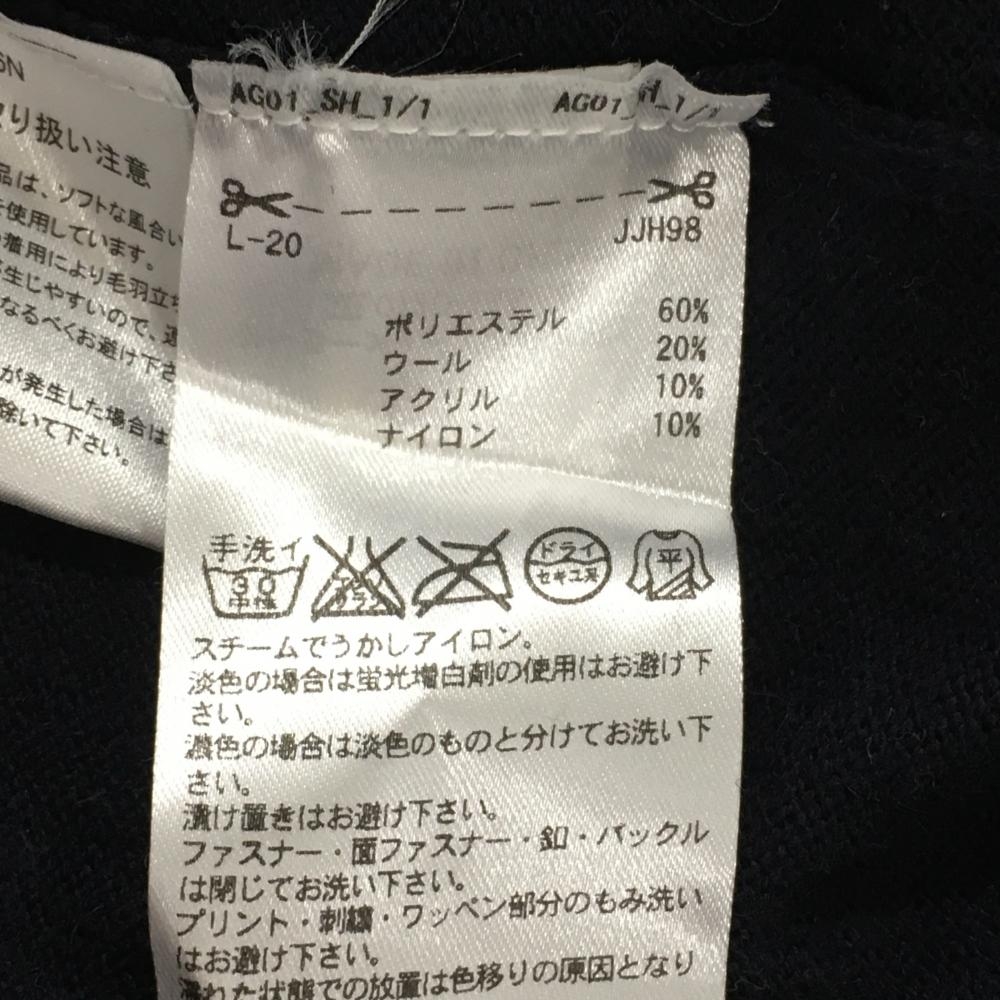 6N
り扱い注意
品は、ソフトな風合い
を使用しています。
着用により毛羽立ち
生じやすいので、
なるべくお避け下さ
が発生した場合は
除いて下さい。
AG01_SH_1/1 AG01_SH_1/1
L-20 JJH98
ポリエステル 60%
ウール 20%
アクリル 10%
ナイロン 10%
手洗イ
30
中性
ドライ
セキユ系
平
スチームでうかしアイロン。
淡色の場合は蛍光増白剤の使用はお避け下
さい。
濃色の場合は淡色のものと分けてお洗い下
さい。
漬け置きはお避け下さい。
ファスナー・面ファスナー・釦・バックル
は閉じてお洗い下さい。
プリント・刺繍・ワッペン部分のもみ洗い
はお避け下さい。
濡れた状態での放置は色移りの原因となり